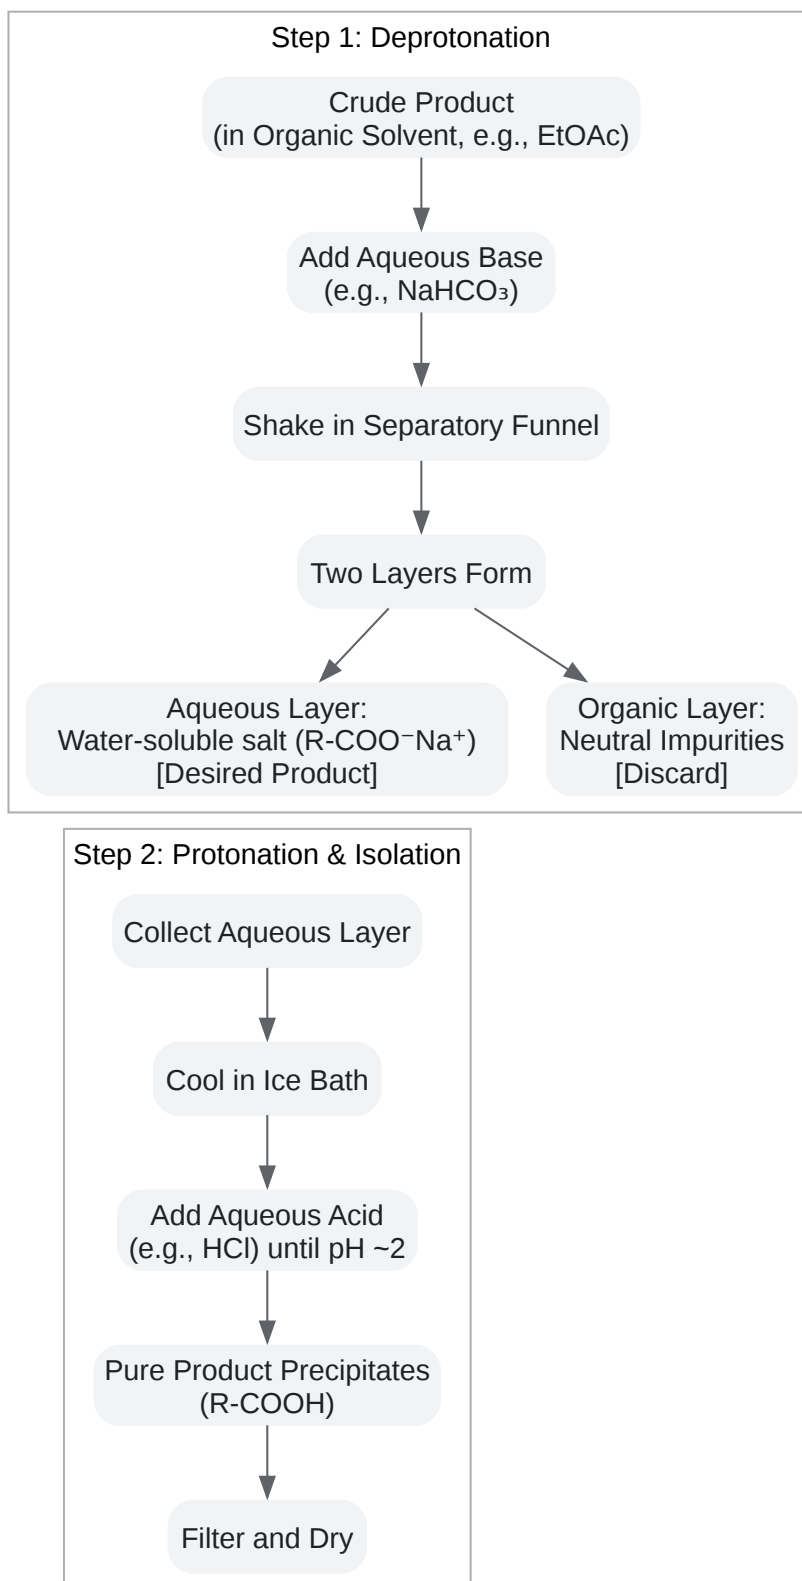 Step 1: Deprotonation
Crude Product
(in Organic Solvent, e.g., EtOAc)
Add Aqueous Base
(e.g., NaHCO₃)
Shake in Separatory Funnel
Two Layers Form
Aqueous Layer:
Water-soluble salt (R-COO⁻Na⁺)
[Desired Product]
Organic Layer:
Neutral Impurities
[Discard]
Step 2: Protonation & Isolation
Collect Aqueous Layer
Cool in Ice Bath
Add Aqueous Acid
(e.g., HCl) until pH ~2
Pure Product Precipitates
(R-COOH)
Filter and Dry